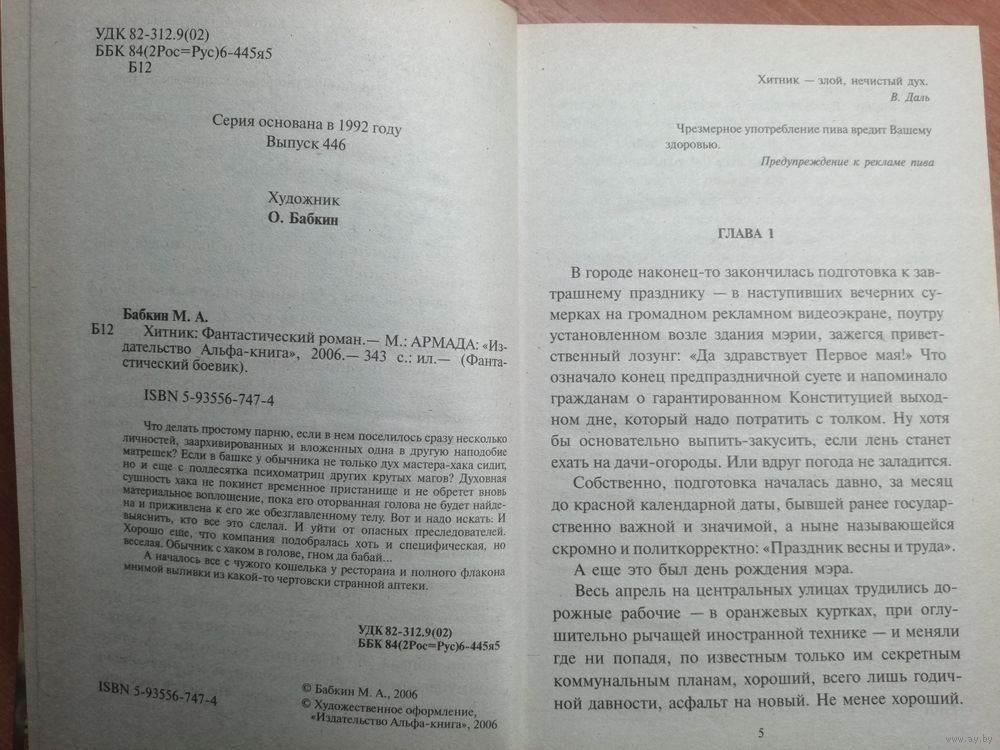 УДК 82-312.9(02)
ББК 84(2Рос=Рус)6-445я5
Б12
Серия основана в 1992 году
Выпуск 446
Художник
О. Бабкин
Бабкин М. А.
Б12 Хитник: Фантастический роман.— М.: АРМАДА: «Из-
дательство Альфа-книга», 2006.— 343 с.: ил.— (Фанта-
стический боевик).
ISBN 5-93556-747-4
Что делать простому парню, если в нем поселилось сразу несколько
личностей, заархивированных и вложенных одна в другую наподобие
матрешек? Если в башке у обычника не только дух мастера-хака сидит,
но и еще с полдесятка психоматриц других крутых магов? Духовная
сущность хака не покинет временное пристанище и не обретет вновь
материальное воплощение, пока его оторванная голова не будет найде-
на и приживлена к его же обезглавленному телу. Вот и надо искать. И
выяснить, кто все это сделал. И уйти от опасных преследователей.
Хорошо еще, что компания подобралась хоть и специфическая, но
веселая. Обычник с хаком в голове, гном да бабай...
А началось все с чужого кошелька у ресторана и полного флакона
мнимой выпивки из какой-то чертовски странной аптеки.
УДК 82-312.9(02)
ББК 84(2Рос=Рус)6-445я5
ISBN 5-93556-747-4
© Бабкин М. А., 2006
© Художественное оформление,
«Издательство Альфа-книга», 2006
Хитник — злой, нечистый дух.
В. Даль
Чрезмерное употребление пива вредит Вашему
здоровью.
Предупреждение к рекламе пива
ГЛАВА 1
В городе наконец-то закончилась подготовка к зав-
трашнему празднику — в наступивших вечерних су-
мерках на громадном рекламном видеоэкране, поутру
установленном возле здания мэрии, зажегся привет-
ственный лозунг: «Да здравствует Первое мая!» Что
означало конец предпраздничной суете и напоминало
гражданам о гарантированном Конституцией выход-
ном дне, который надо потратить с толком. Ну хотя
бы основательно выпить-закусить, если лень станет
ехать на дачи-огороды. Или вдруг погода не заладится.
Собственно, подготовка началась давно, за месяц
до красной календарной даты, бывшей ранее государ-
ственно важной и значимой, а ныне называющейся
скромно и политкорректно: «Праздник весны и труда».
А еще это был день рождения мэра.
Весь апрель на центральных улицах трудились до-
рожные рабочие — в оранжевых куртках, при оглу-
шительно рычащей иностранной технике — и меняли
где ни попадя, по известным только им секретным
коммунальным планам, хороший, всего лишь годич-
ной давности, асфальт на новый. Не менее хороший.
5
www.ay.by